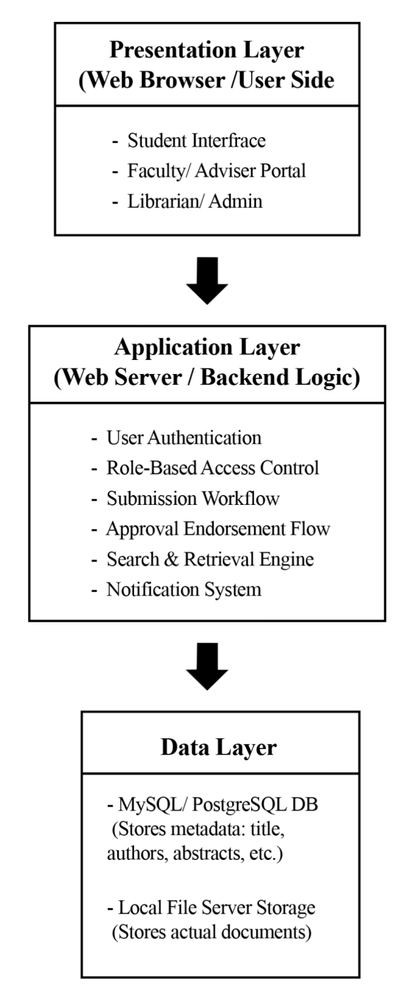 Presentation Layer
(Web Browser /User Side
- Student Interfrace
- Faculty/ Adviser Portal
- Librarian/ Admin
Application Layer
(Web Server / Backend Logic)
- User Authentication
- Role-Based Access Control
- Submission Workflow
- Approval Endorsement Flow
- Search & Retrieval Engine
- Notification System
Data Layer
- MySQL/ PostgreSQL DB
(Stores metadata: title,
authors, abstracts, etc.)
- Local File Server Storage
(Stores actual documents)